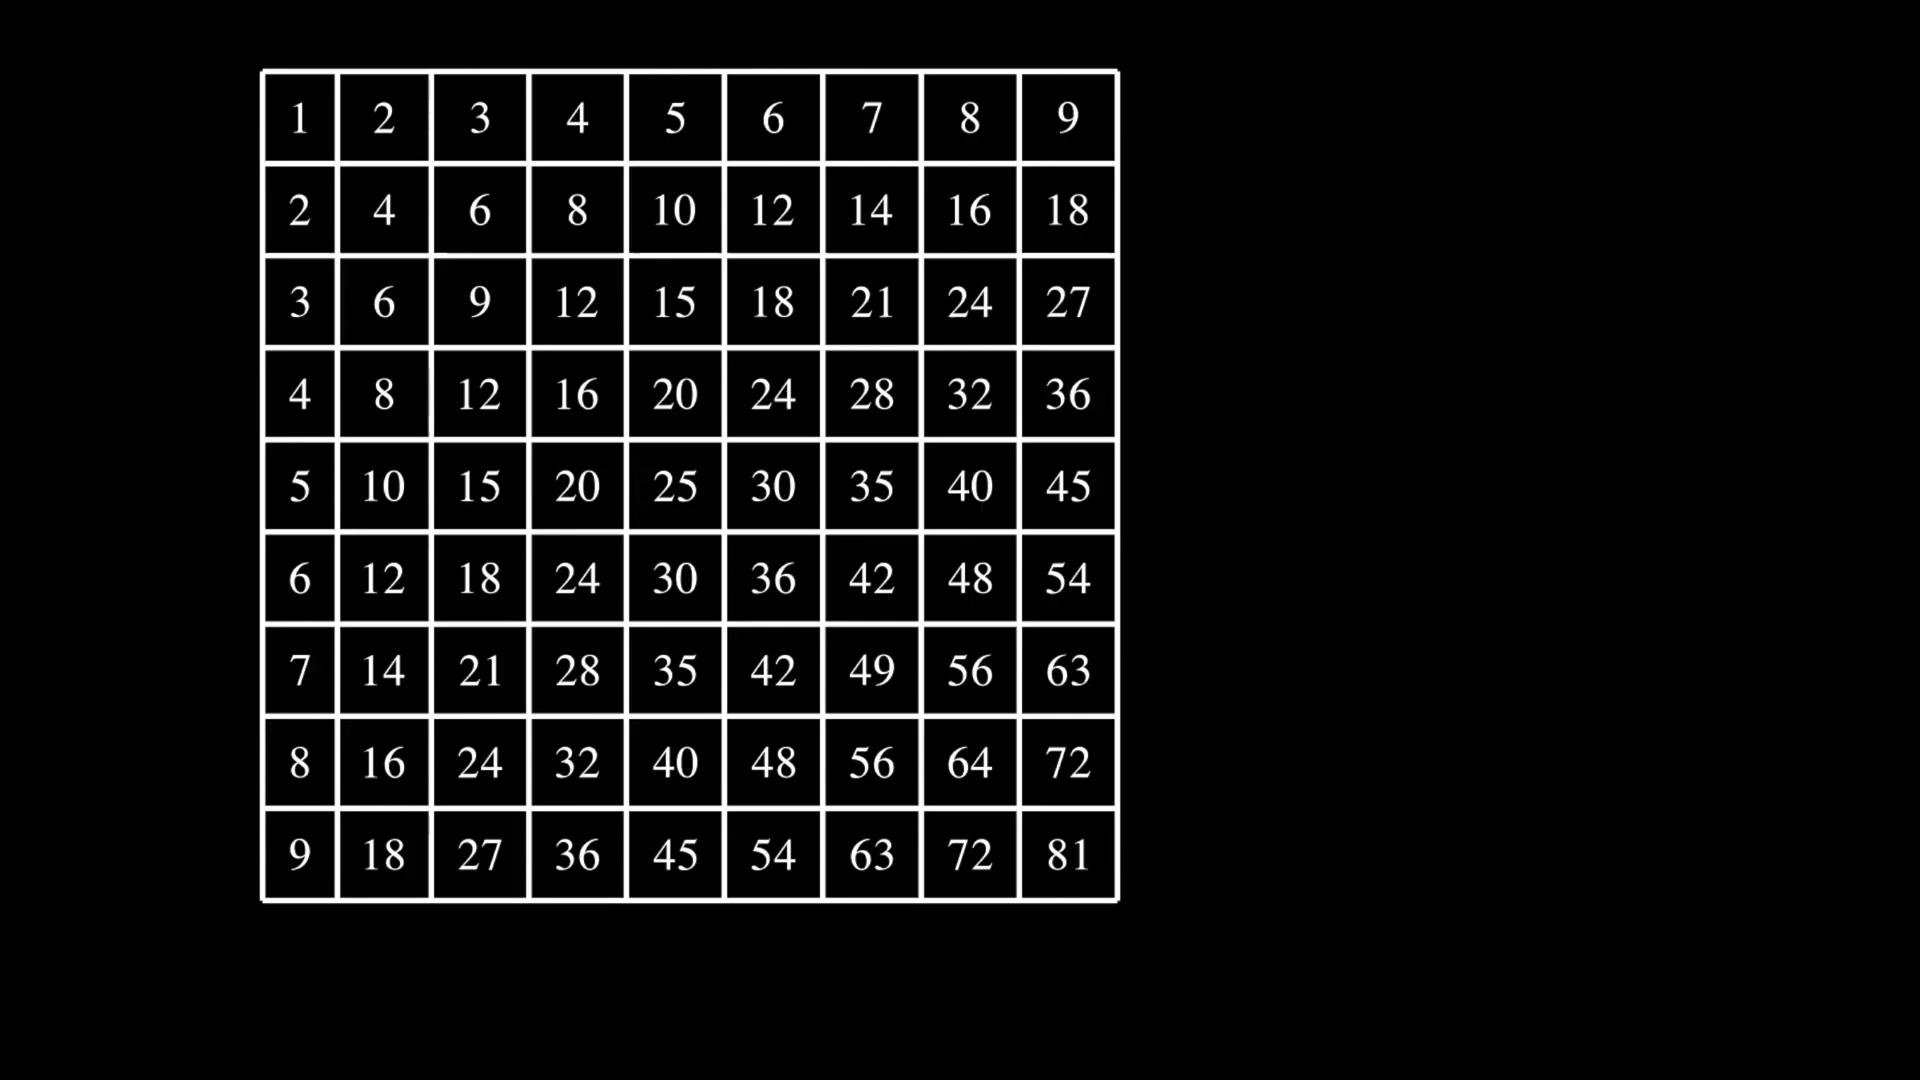 1 2 3 4 5 6 7 8 9
2 4 6 8 10 12 14 16 18
3 6 9 12 15 18 21 24 27
4 8 12 16 20 24 28 32 36
5 10 15 20 25 30 35 40 45
6 12 18 24 30 36 42 48 54
7 14 21 28 35 42 49 56 63
8 16 24 32 40 48 56 64 72
9 18 27 36 45 54 63 72 81